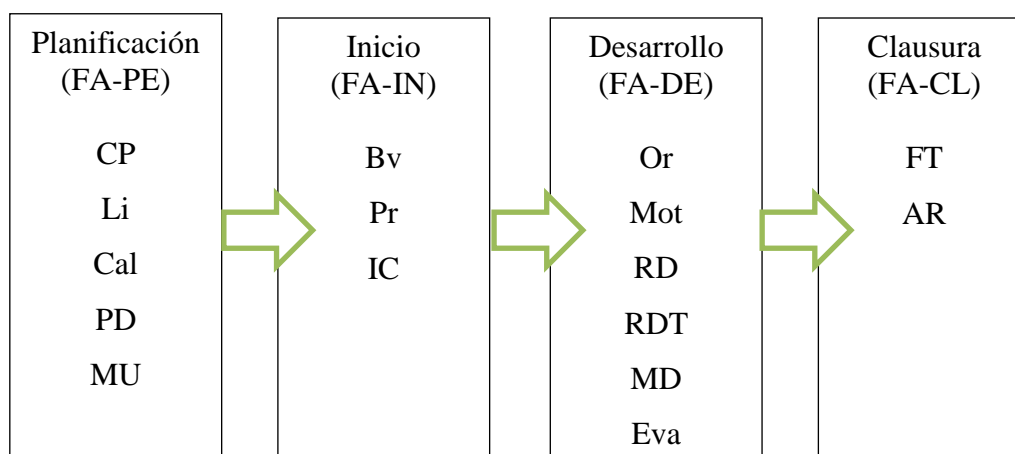 Planificación
(FA-PE)
CP
Li
Cal
PD
MU
Inicio
(FA-IN)
Bv
Pr
IC
Desarrollo
(FA-DE)
Or
Mot
RD
RDT
MD
Eva
Clausura
(FA-CL)
FT
AR